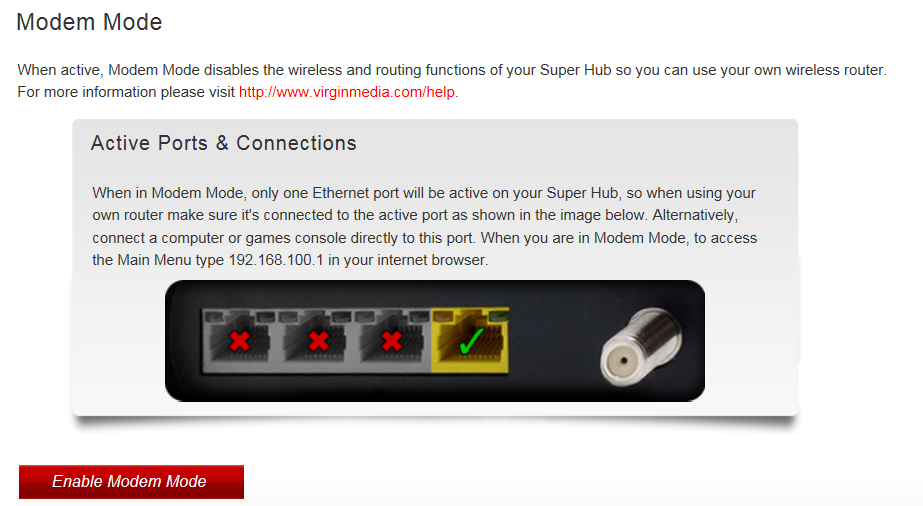 Modem Mode
When active, Modem Mode disables the wireless and routing functions of your Super Hub so you can use your own wireless router.
For more information please visit http://www.virginmedia.com/help.
Active Ports & Connections
When in Modem Mode, only one Ethernet port will be active on your Super Hub, so when using your
own router make sure it's connected to the active port as shown in the image below. Alternatively,
connect a computer or games console directly to this port. When you are in Modem Mode, to access
the Main Menu type 192.168.100.1 in your internet browser.
Enable Modem Mode